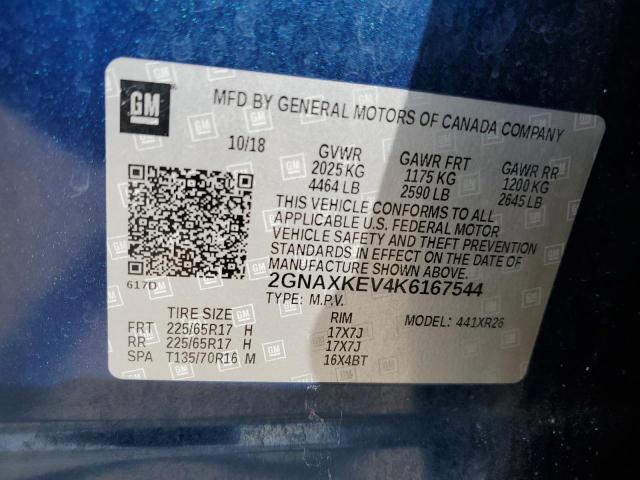 GM
MFD BY GENERAL MOTORS OF CANADA COMPANY
10/18 GVWR GAWR FRT GAWR RR
2025 KG 1175 KG 1200 KG
4464 LB 2590 LB 2645 LB
THIS VEHICLE CONFORMS TO ALL
APPLICABLE U.S. FEDERAL MOTOR
VEHICLE SAFETY AND THEFT PREVENTION
STANDARDS IN EFFECT ON THE DATE OF
MANUFACTURE SHOWN ABOVE.
617D 2GNAXKEV4K6167544
TYPE: M.P.V. MODEL: 441XR26
TIRE SIZE RIM
FRT 225/65R17 H 17X7J
RR 225/65R17 H 17X7J
SPA T135/70R16 M 16X4BT